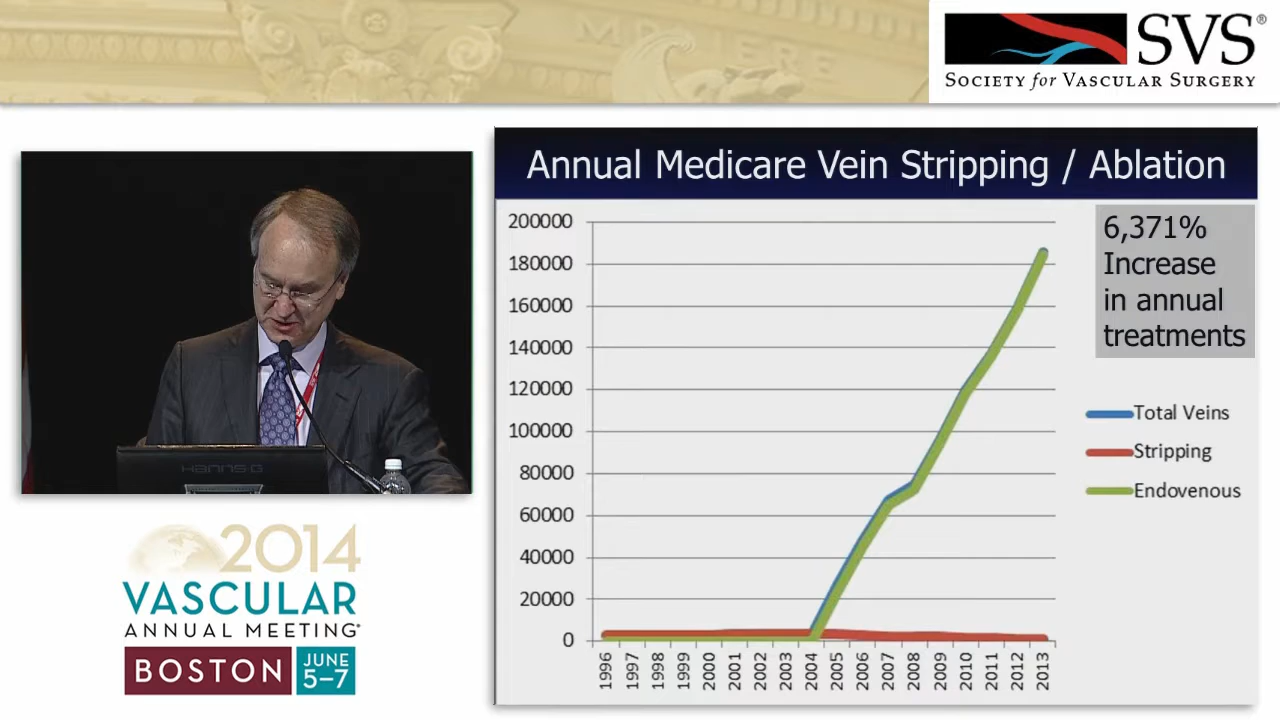 MOLIERE
SVS®
SOCIETY for VASCULAR SURGERY
Annual Medicare Vein Stripping / Ablation
200000
180000
160000
140000
120000
100000
80000
60000
40000
20000
0
1996
1997
1998
1999
2000
2001
2002
2003
2004
2005
2006
2007
2008
2009
2010
2011
2012
2013
6,371%
Increase
in annual
treatments
Total Veins
Stripping
Endovenous
HANNS-G
2014
VASCULAR
ANNUAL MEETING®
BOSTON
JUNE
5–7